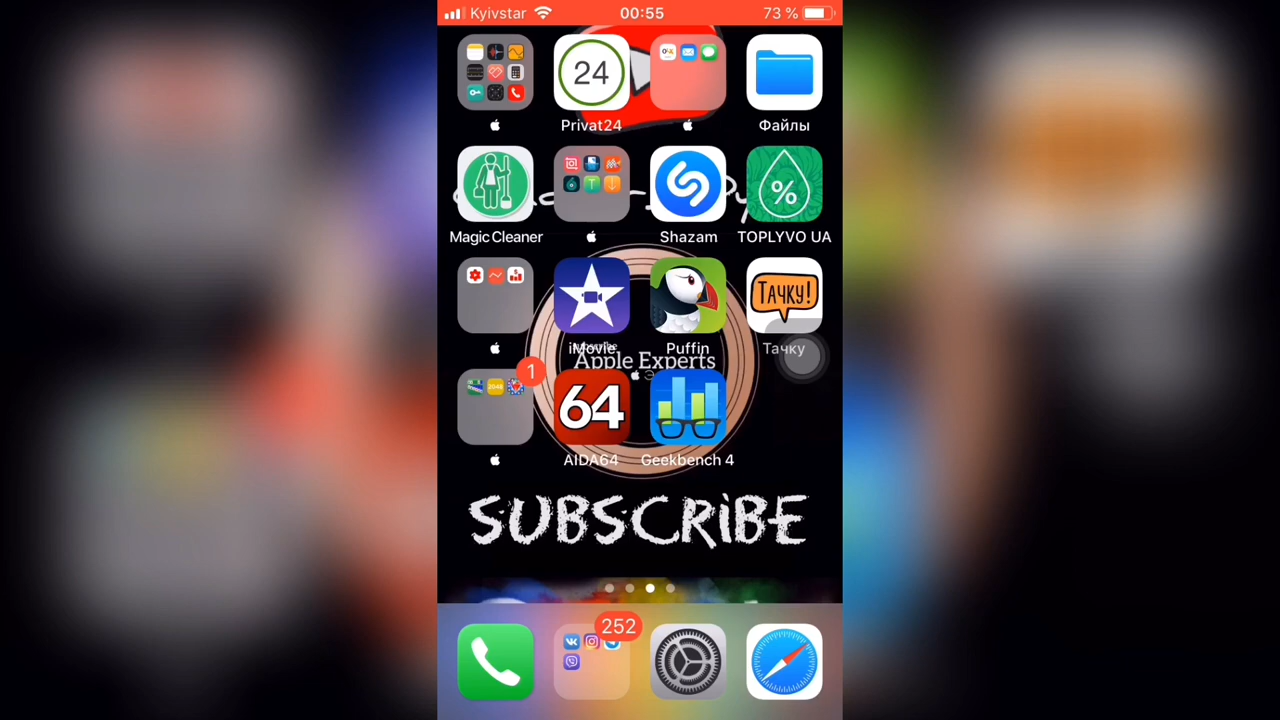 Kyivstar 00:55 73 %
24
Privat24 Файлы
%
Magic Cleaner Shazam TOPLYVO UA
ТАЧКУ!
iMovie Puffin Тачку
Apple Experts
1
2048
64
AIDA64 Geekbench 4
SUBSCRiBE
252